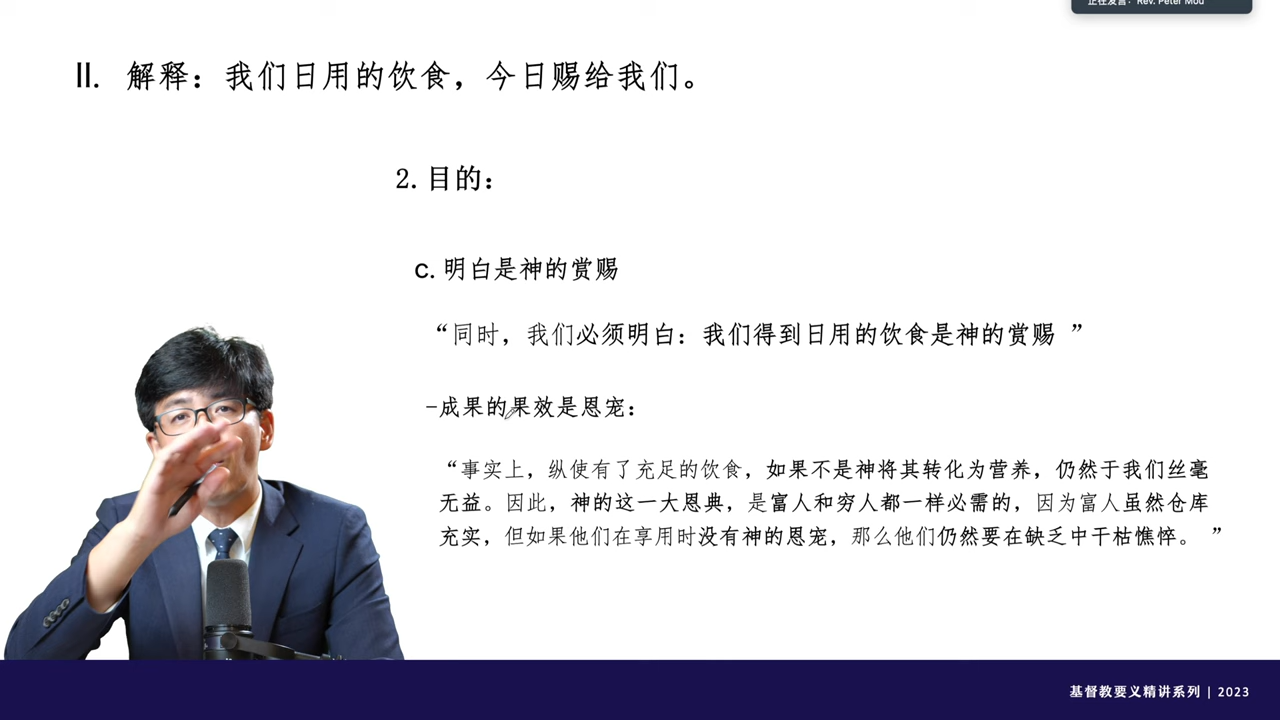 正在发言: Rev. Peter Mou
II. 解释：我们日用的饮食，今日赐给我们。
2. 目的：
c. 明白是神的赏赐
“同时，我们必须明白：我们得到日用的饮食是神的赏赐 ”
-成果的果效是恩宠：
“事实上，纵使有了充足的饮食，如果不是神将其转化为营养，仍然于我们丝毫
无益。因此，神的这一大恩典，是富人和穷人都一样必需的，因为富人虽然仓库
充实，但如果他们在享用时没有神的恩宠，那么他们仍然要在缺乏中干枯憔悴。 ”
基督教要义精讲系列 | 2023